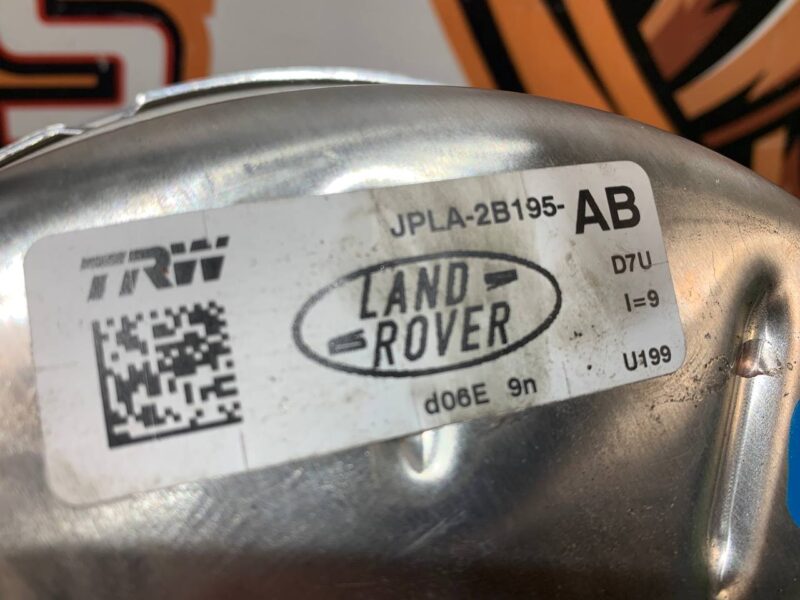 JPLA-2B195-AB
TRW
D7U
LAND
ROVER
I=9
U199
d06E 9n